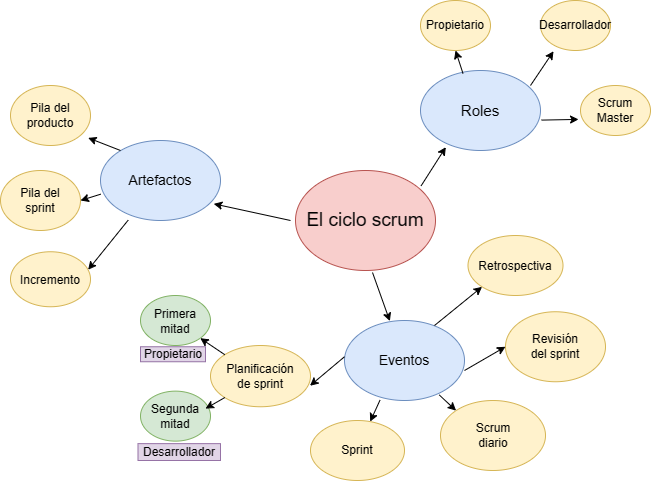 Propietario
Desarrollador
Roles
Scrum
Master
Pila del
producto
Artefactos
Pila del
sprint
Incremento
El ciclo scrum
Retrospectiva
Revisión
del sprint
Eventos
Scrum
diario
Sprint
Planificación
de sprint
Primera
mitad
Propietario
Segunda
mitad
Desarrollador